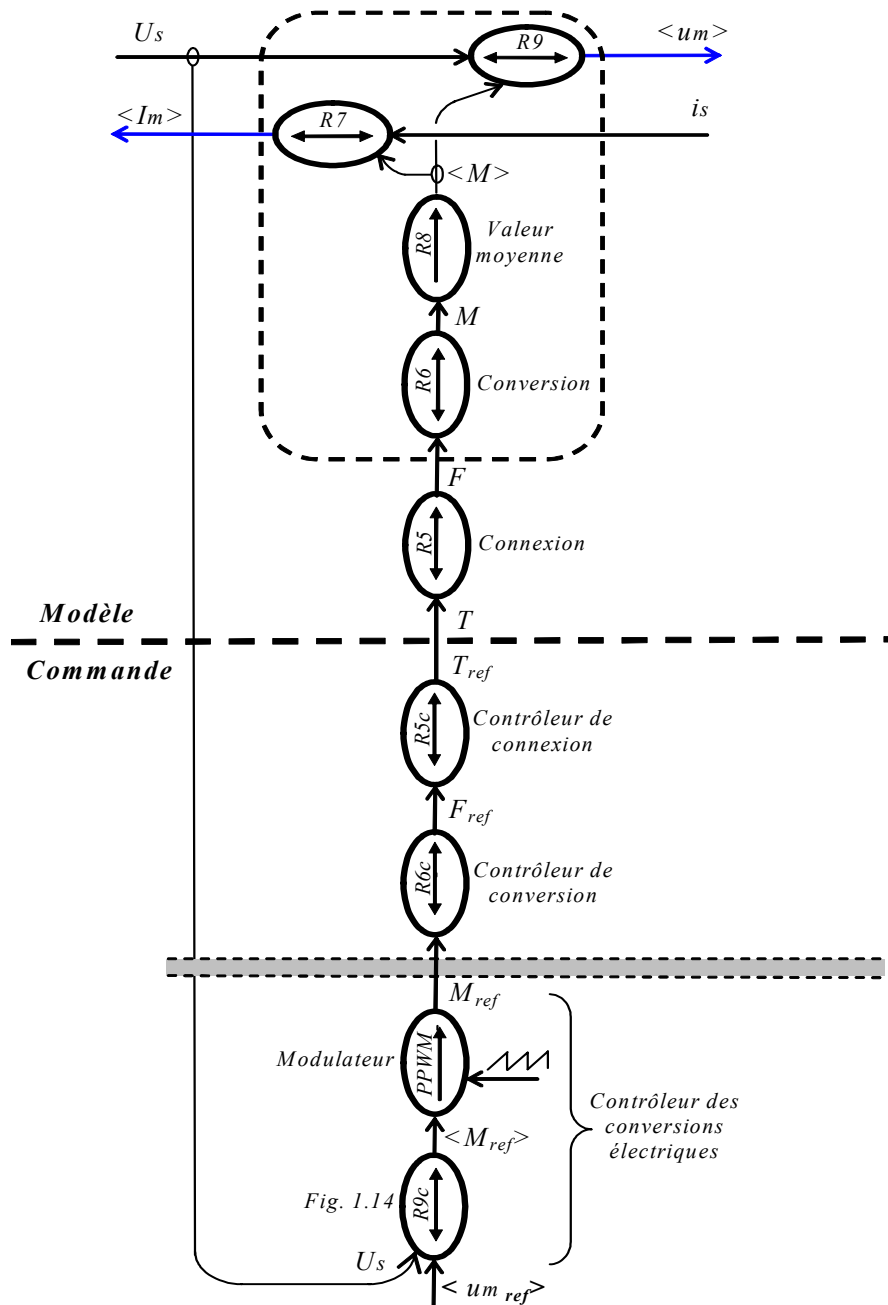 Us
R9
<um>
<Im>
R7
is
<M>
R8
Valeur
moyenne
M
R6
Conversion
F
R5
Connexion
Modèle
T
Commande
Tref
R5c
Contrôleur de
connexion
Fref
R6c
Contrôleur de
conversion
Mref
Modulateur
PPWM
Contrôleur des
conversions
électriques
<Mref>
Fig. 1.14
R9c
Us
< um ref>